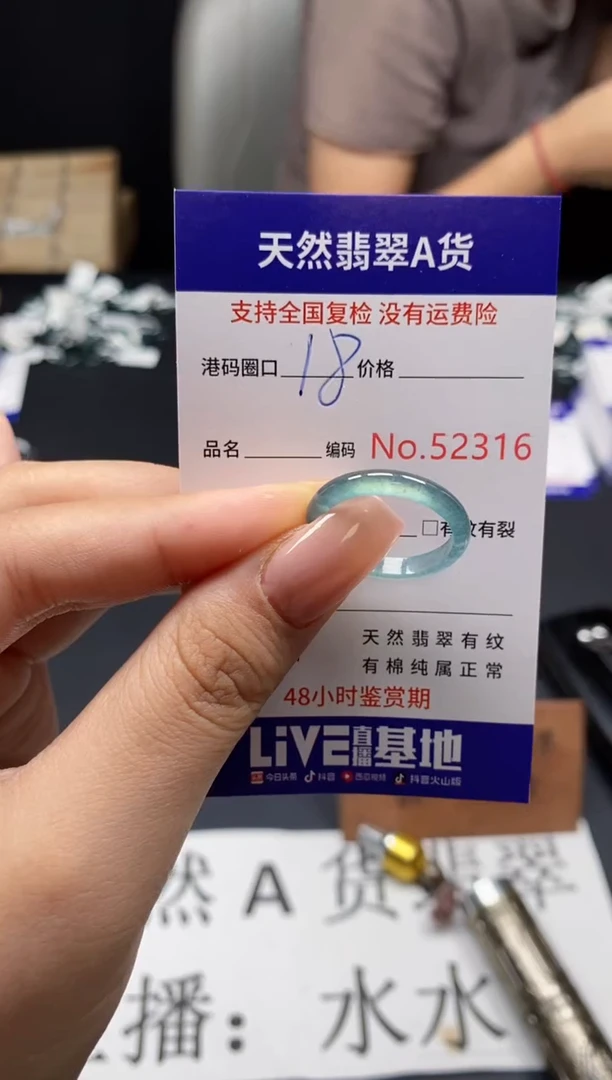 天然翡翠A货
支持全国复检 没有运费险
港码圈口 18 价格
品名 编码 No.52316
□有纹有裂
天然翡翠有纹
有棉纯属正常
48小时鉴赏期
LiVE直播基地
今日头条 抖音 西瓜视频 抖音火山版
然A货翡翠
播：水水